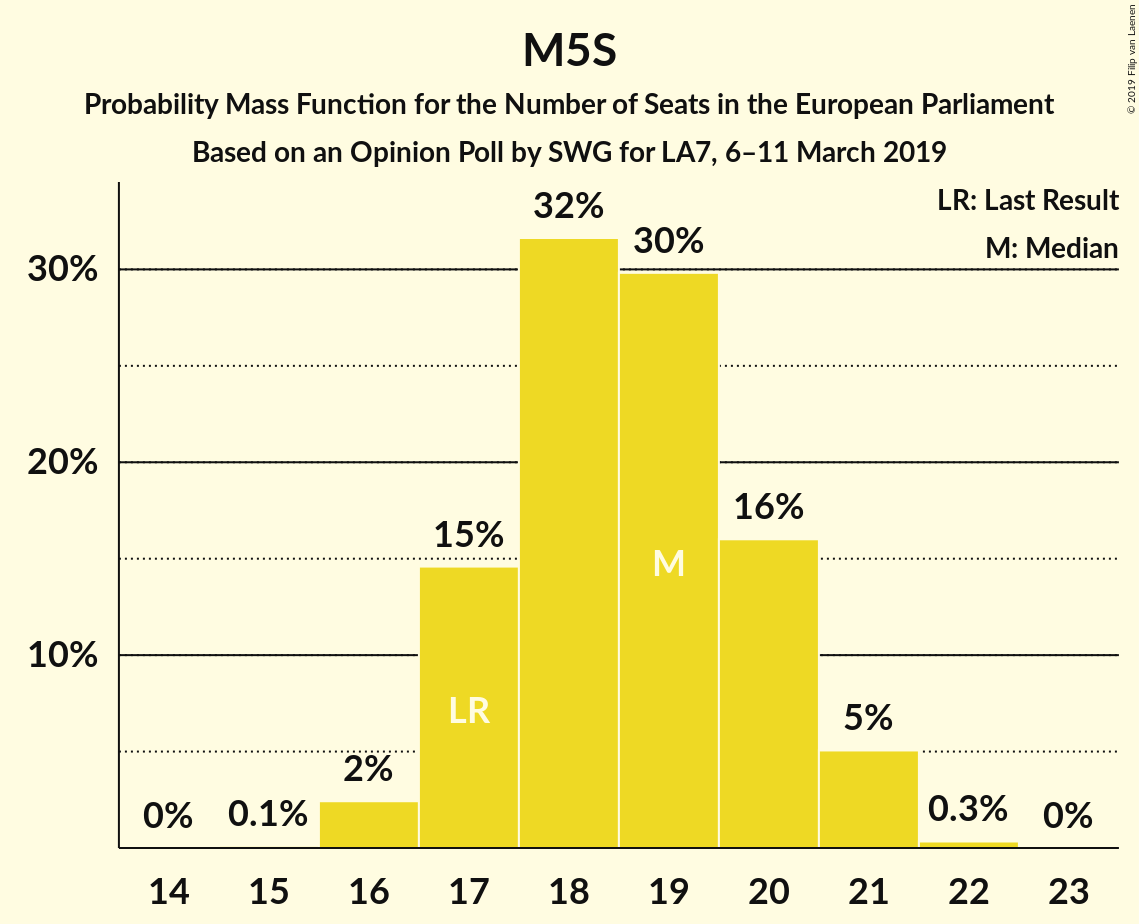 M5S
Probability Mass Function for the Number of Seats in the European Parliament
Based on an Opinion Poll by SWG for LA7, 6–11 March 2019
© 2019 Filip van Laenen
LR: Last Result
M: Median
32%
30%
30%
20%
16%
15%
M
10%
LR
5%
2%
0%
0.1%
0.3%
0%
14 15 16 17 18 19 20 21 22 23